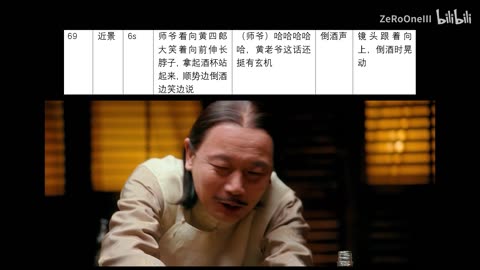 ZeRoOneIII bilibili
69 近景 6s 师爷看向黄四郎 （师爷）哈哈哈哈 倒酒声 镜头跟着向
大笑着向前伸长 哈，黄老爷这话还 上，倒酒时晃
脖子，拿起酒杯站 挺有玄机 动
起来，顺势边倒酒
边笑边说